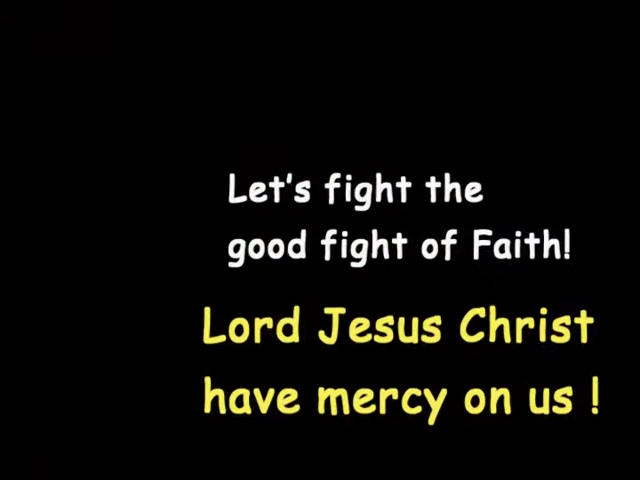 Let's fight the
good fight of Faith!
Lord Jesus Christ
have mercy on us !